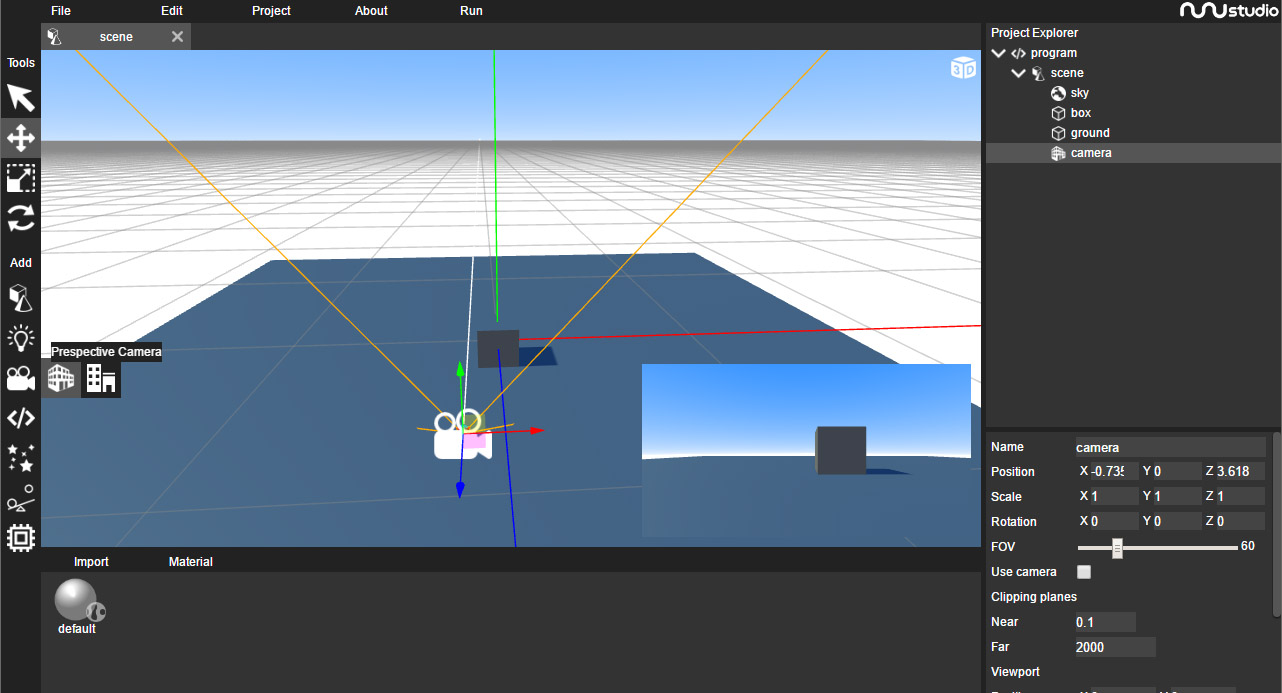 File Edit Project About Run
nunustudio
scene
Project Explorer
program
scene
sky
box
ground
camera
Tools
3D
Add
Prespective Camera
Name camera
Position X -0.735 Y 0 Z 3.618
Scale X 1 Y 1 Z 1
Rotation X 0 Y 0 Z 0
FOV 60
Use camera
Clipping planes
Near 0.1
Far 2000
Viewport
Import Material
default